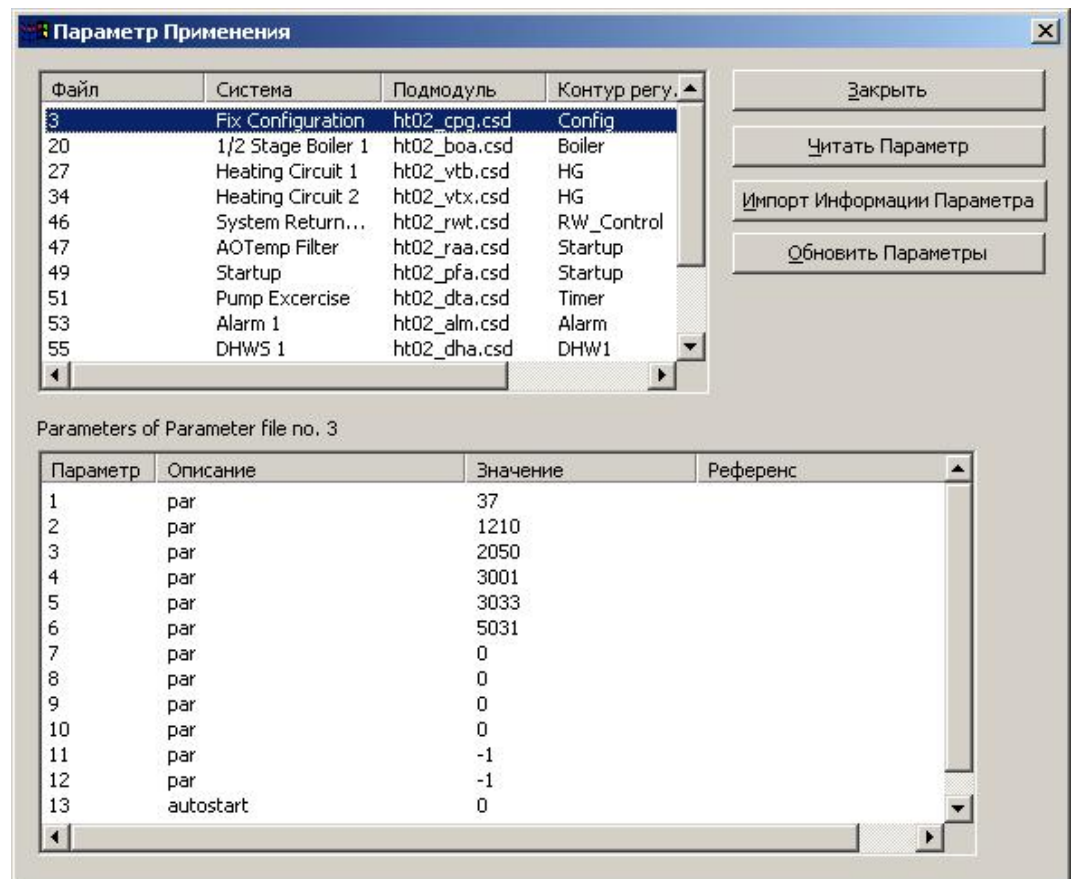 Параметр Применения
Файл Система Подмодуль Контур регу.
3 Fix Configuration ht02_cpg.csd Config
20 1/2 Stage Boiler 1 ht02_boa.csd Boiler
27 Heating Circuit 1 ht02_vtb.csd HG
34 Heating Circuit 2 ht02_vtx.csd HG
46 System Return... ht02_rwt.csd RW_Control
47 AOTemp Filter ht02_raa.csd Startup
49 Startup ht02_pfa.csd Startup
51 Pump Excercise ht02_dta.csd Timer
53 Alarm 1 ht02_alm.csd Alarm
55 DHWS 1 ht02_dha.csd DHW1
Закрыть
Читать Параметр
Импорт Информации Параметра
Обновить Параметры
Parameters of Parameter file no. 3
Параметр Описание Значение Референс
1 par 37
2 par 1210
3 par 2050
4 par 3001
5 par 3033
6 par 5031
7 par 0
8 par 0
9 par 0
10 par 0
11 par -1
12 par -1
13 autostart 0